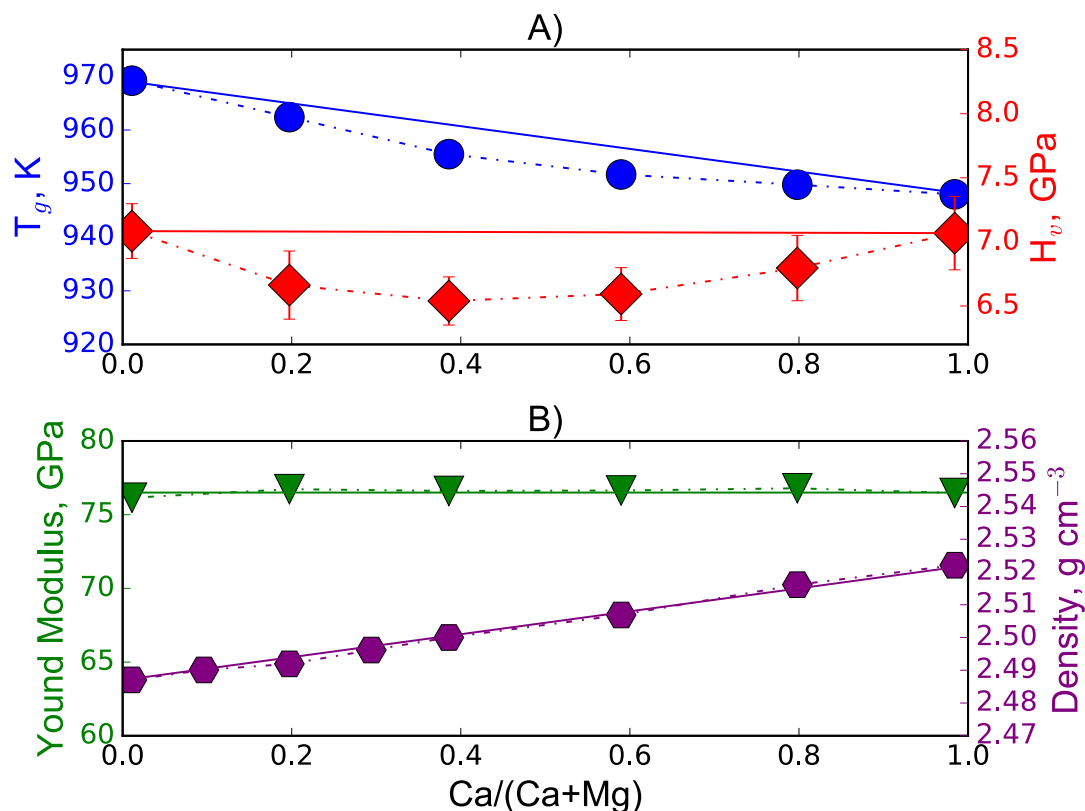 A)
970
960
950
940
930
920
T_g, K
8.5
8.0
7.5
7.0
6.5
H_v, GPa
0.0 0.2 0.4 0.6 0.8 1.0
B)
80
75
70
65
60
Yound Modulus, GPa
2.56
2.55
2.54
2.53
2.52
2.51
2.50
2.49
2.48
2.47
Density, g cm⁻³
0.0 0.2 0.4 0.6 0.8 1.0
Ca/(Ca+Mg)